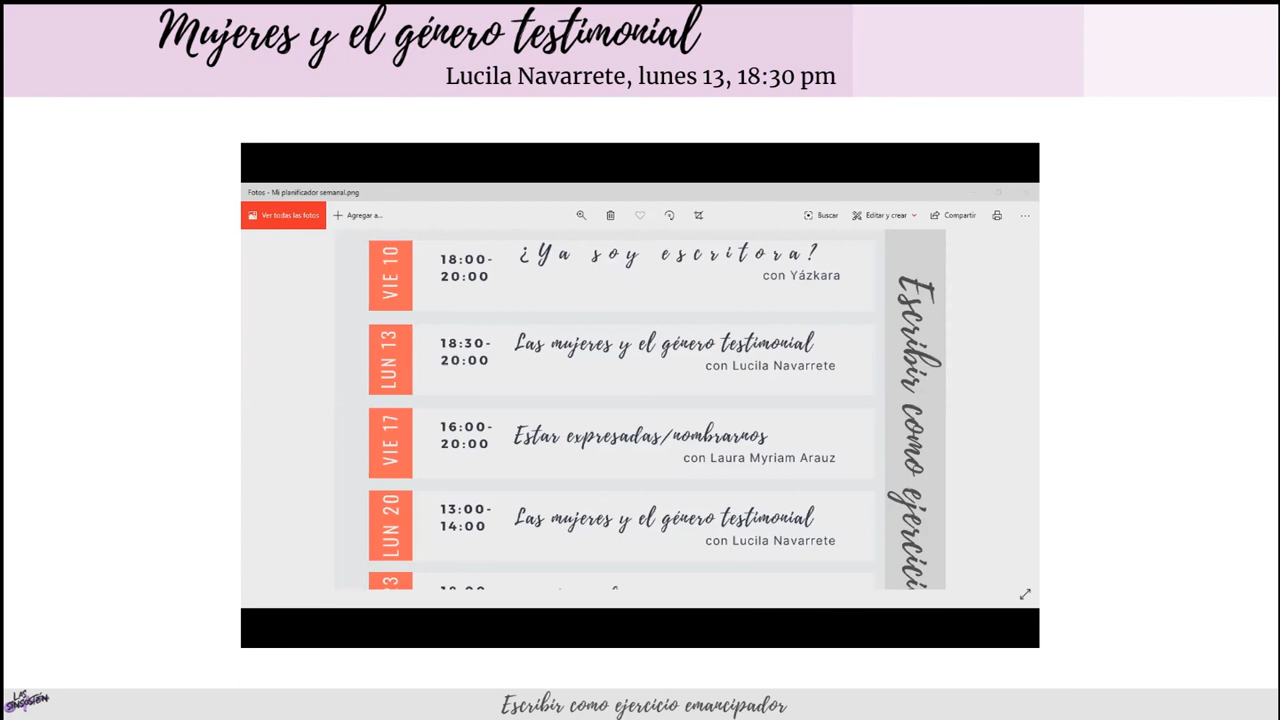 Mujeres y el género testimonial
Lucila Navarrete, lunes 13, 18:30 pm
Fotos - Mi planificador semanal.png
Ver todas las fotos
Agregar a...
Buscar
Editar y crear
Compartir
VIE 10
18:00-
20:00
¿Ya soy escritora?
con Yázkara
LUN 13
18:30-
20:00
Las mujeres y el género testimonial
con Lucila Navarrete
VIE 17
16:00-
20:00
Estar expresadas/nombrarnos
con Laura Myriam Arauz
LUN 20
13:00-
14:00
Las mujeres y el género testimonial
con Lucila Navarrete
Escribir como ejercici
LAS
SINSOSTÉN
Escribir como ejercicio emancipador